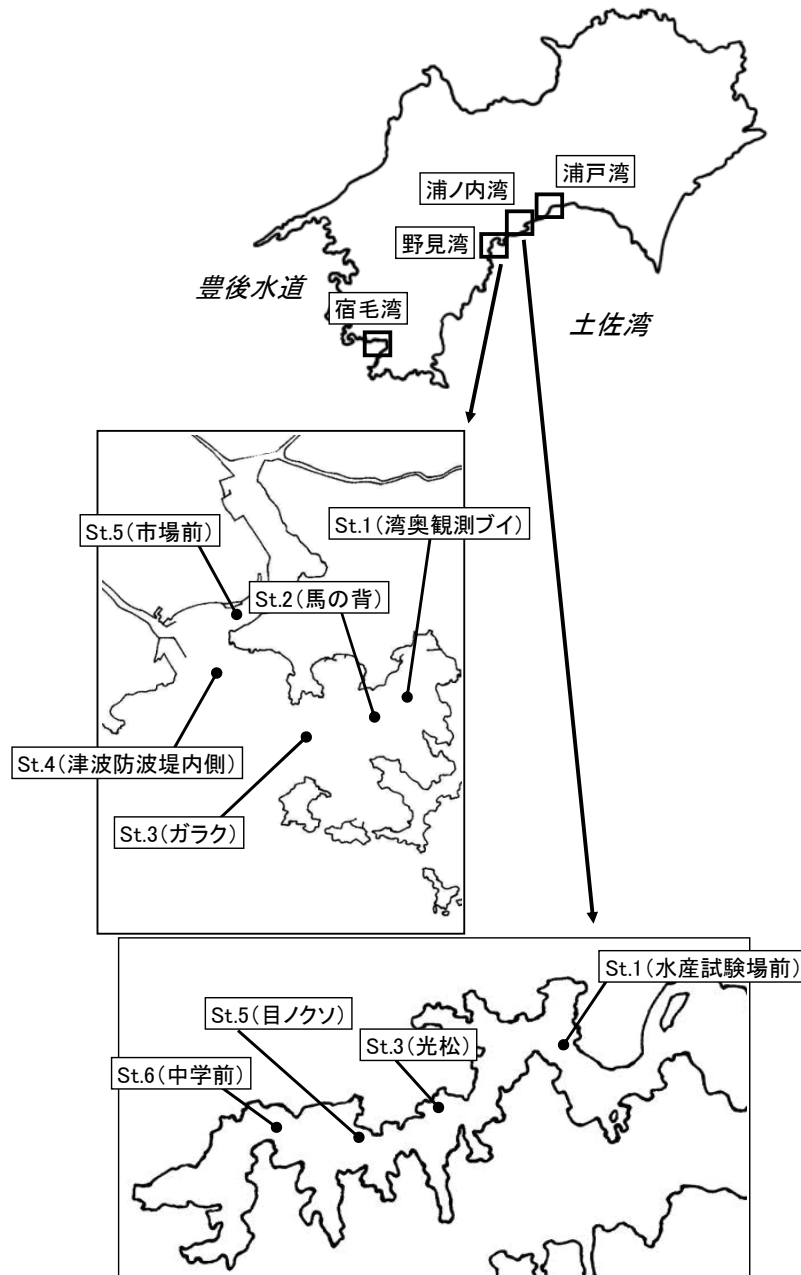 浦戸湾
浦ノ内湾
野見湾
豊後水道
宿毛湾
土佐湾
St.5(市場前)
St.1(湾奥観測ブイ)
St.2(馬の背)
St.4(津波防波堤内側)
St.3(ガラク)
St.1(水産試験場前)
St.5(目ノクソ)
St.3(光松)
St.6(中学前)